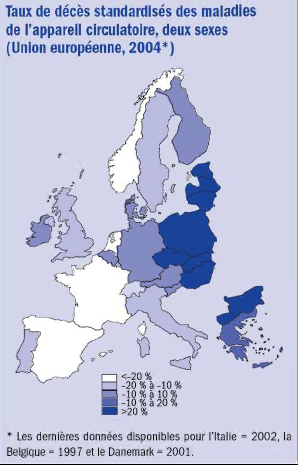 Taux de décès standardisés des maladies
de l'appareil circulatoire, deux sexes
(Union européenne, 2004*)
<-20 %
-20 % à -10 %
-10 % à 10 %
-10 % à 20 %
>20 %
* Les dernières données disponibles pour l'Italie = 2002, la
Belgique = 1997 et le Danemark = 2001.